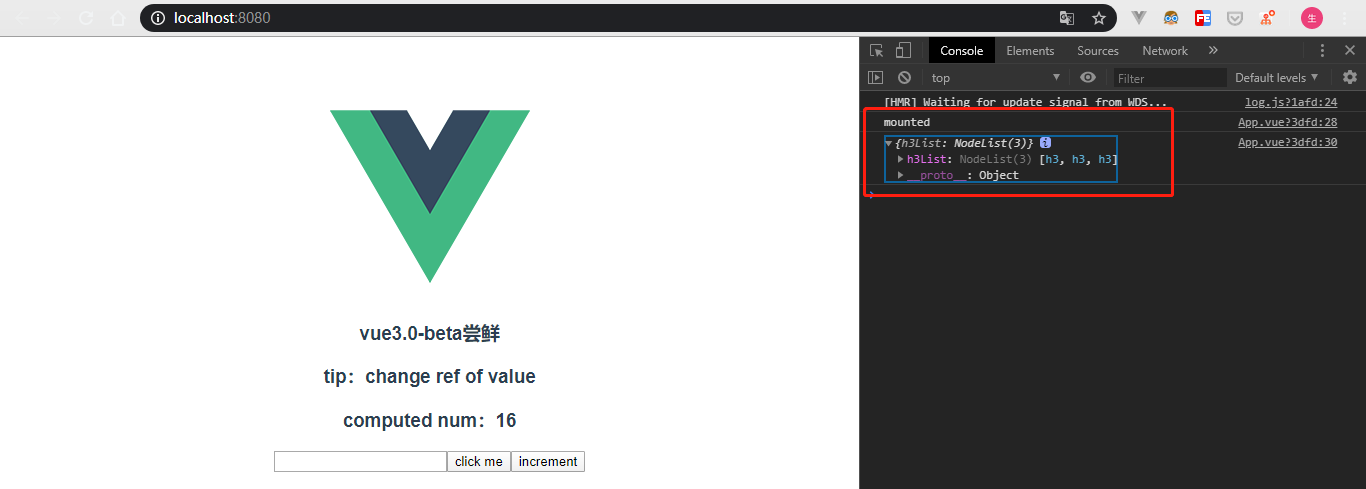 localhost:8080
生
Console Elements Sources Network »
top Filter Default levels
[HMR] Waiting for update signal from WDS... log.js?1afd:24
mounted App.vue?3dfd:28
{h3List: NodeList(3)} i App.vue?3dfd:30
h3List: NodeList(3) [h3, h3, h3]
__proto__: Object
vue3.0-beta尝鲜
tip：change ref of value
computed num：16
click me increment